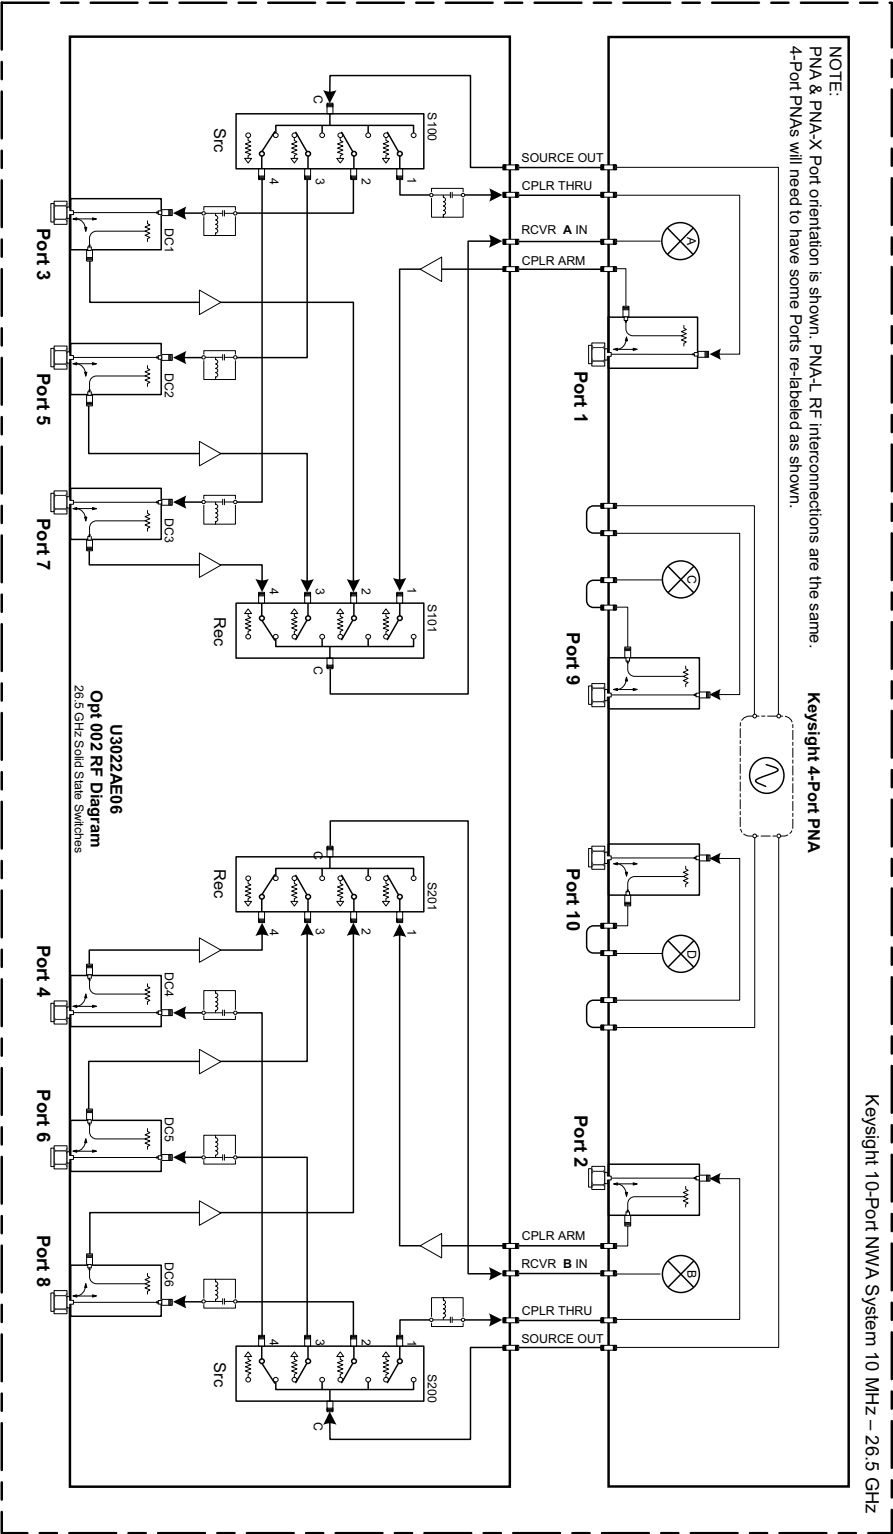 Keysight 10-Port NWA System 10 MHz – 26.5 GHz
NOTE:
PNA & PNA-X Port orientation is shown. PNA-L RF interconnections are the same.
4-Port PNAs will need to have some Ports re-labeled as shown.
Keysight 4-Port PNA
A
C
D
B
Port 1
Port 9
Port 10
Port 2
SOURCE OUT
CPLR THRU
RCVR A IN
CPLR ARM
CPLR ARM
RCVR B IN
CPLR THRU
SOURCE OUT
S100
C
1
2
3
4
Src
S101
1
2
3
4
C
Rec
S201
C
1
2
3
4
Rec
S200
1
2
3
4
C
Src
DC1
DC2
DC3
DC4
DC5
DC6
Port 3
Port 5
Port 7
Port 4
Port 6
Port 8
U3022AE06
Opt 002 RF Diagram
26.5 GHz Solid State Switches